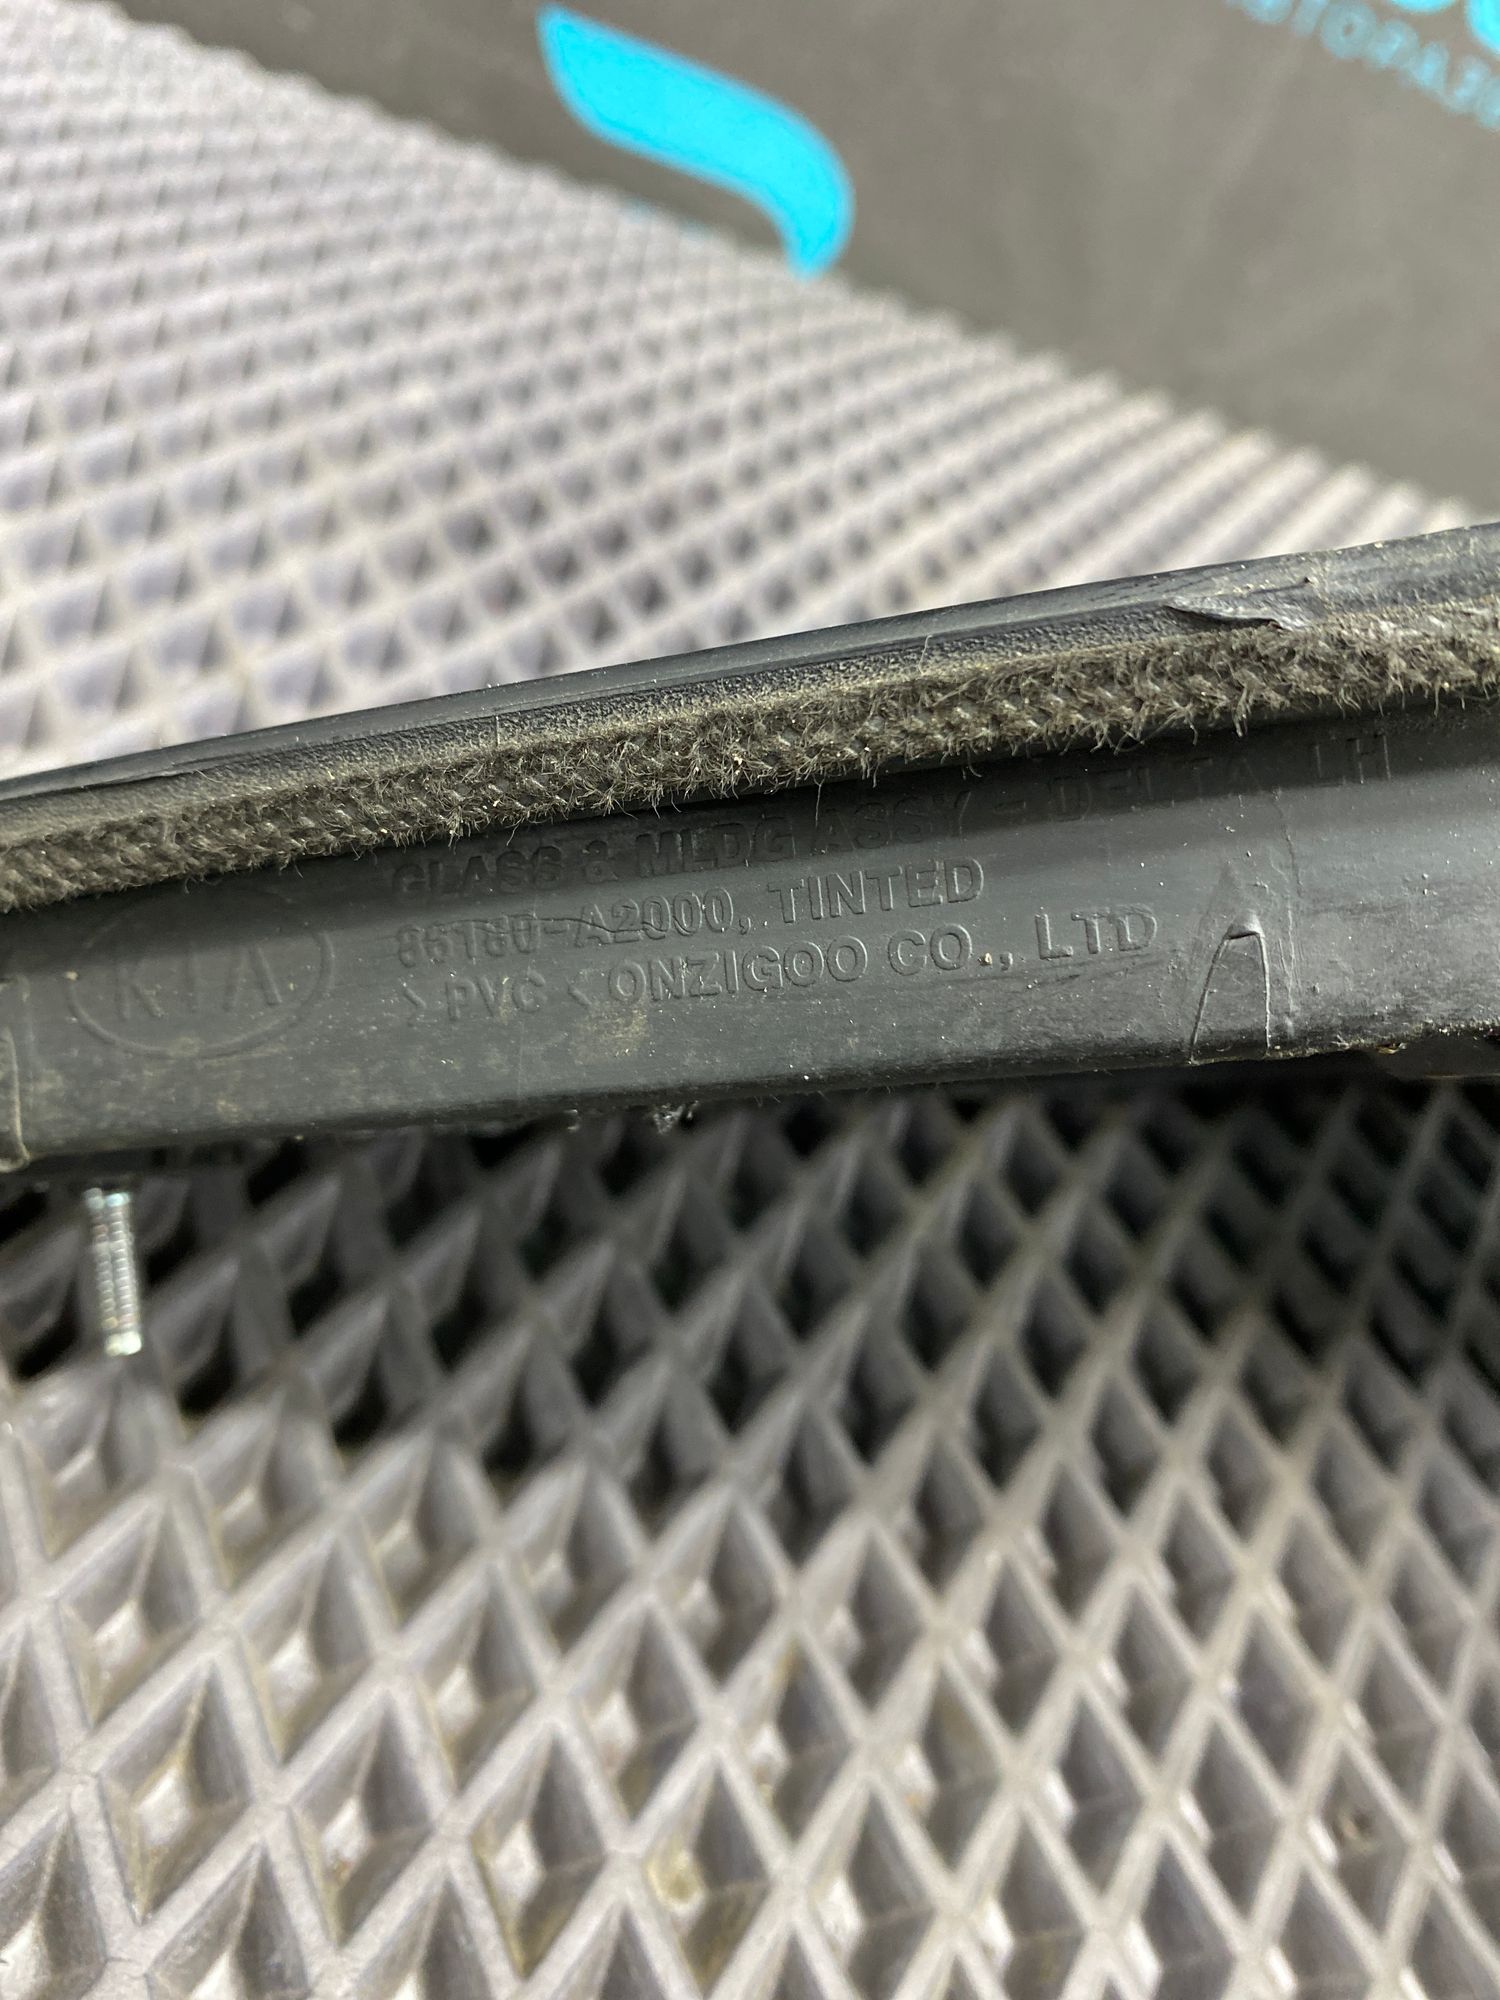 GLASS & MLDG ASSY - DELTA LH
KIA
86180-A2000, TINTED
> PVC < ONZIGOO CO., LTD